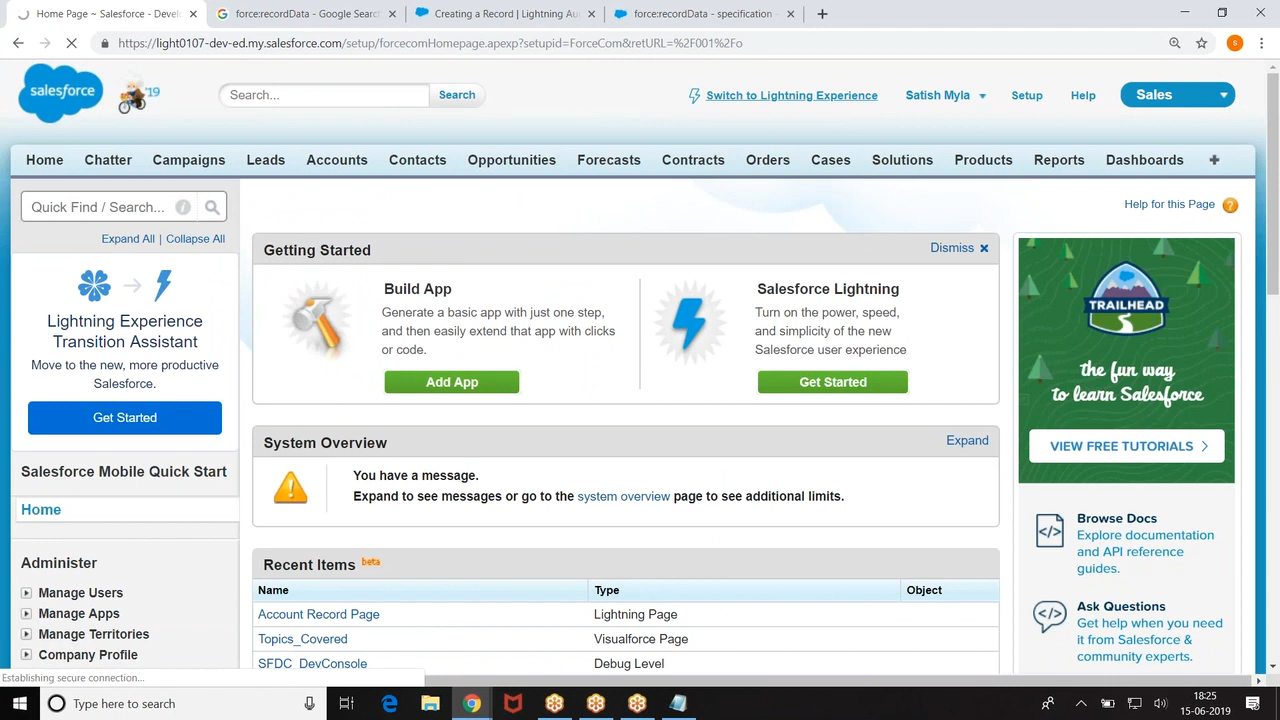 Home Page ~ Salesforce - Develo
force:recordData - Google Searc
Creating a Record | Lightning Au
force:recordData - specification -
https://light0107-dev-ed.my.salesforce.com/setup/forcecomHomepage.apexp?setupid=ForceCom&retURL=%2F001%2Fo
S
salesforce
'19
Search...
Search
Switch to Lightning Experience
Satish Myla
Setup
Help
Sales
Home
Chatter
Campaigns
Leads
Accounts
Contacts
Opportunities
Forecasts
Contracts
Orders
Cases
Solutions
Products
Reports
Dashboards
Quick Find / Search...
Expand All | Collapse All
Lightning Experience
Transition Assistant
Move to the new, more productive
Salesforce.
Get Started
Salesforce Mobile Quick Start
Home
Administer
Manage Users
Manage Apps
Manage Territories
Company Profile
Help for this Page
Getting Started
Dismiss
Build App
Generate a basic app with just one step,
and then easily extend that app with clicks
or code.
Add App
Salesforce Lightning
Turn on the power, speed,
and simplicity of the new
Salesforce user experience
Get Started
System Overview
Expand
You have a message.
Expand to see messages or go to the system overview page to see additional limits.
Recent Items beta
Name
Type
Object
Account Record Page
Lightning Page
Topics_Covered
Visualforce Page
SFDC_DevConsole
Debug Level
TRAILHEAD
the fun way
to learn Salesforce
VIEW FREE TUTORIALS
Browse Docs
Explore documentation
and API reference
guides.
Ask Questions
Get help when you need
it from Salesforce &
community experts.
Establishing secure connection...
Type here to search
18:25
15-06-2019